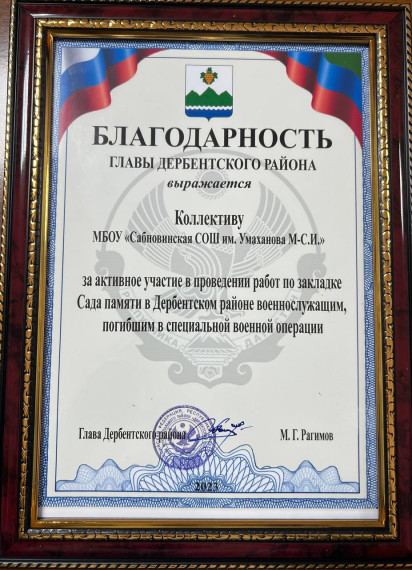 БЛАГОДАРНОСТЬ
ГЛАВЫ ДЕРБЕНТСКОГО РАЙОНА
выражается
Коллективу
МБОУ «Сабновинская СОШ им. Умаханова М-С.И.»
за активное участие в проведении работ по закладке
Сада памяти в Дербентском районе военнослужащим,
погибшим в специальной военной операции
Глава Дербентского района
М. Г. Рагимов
2023